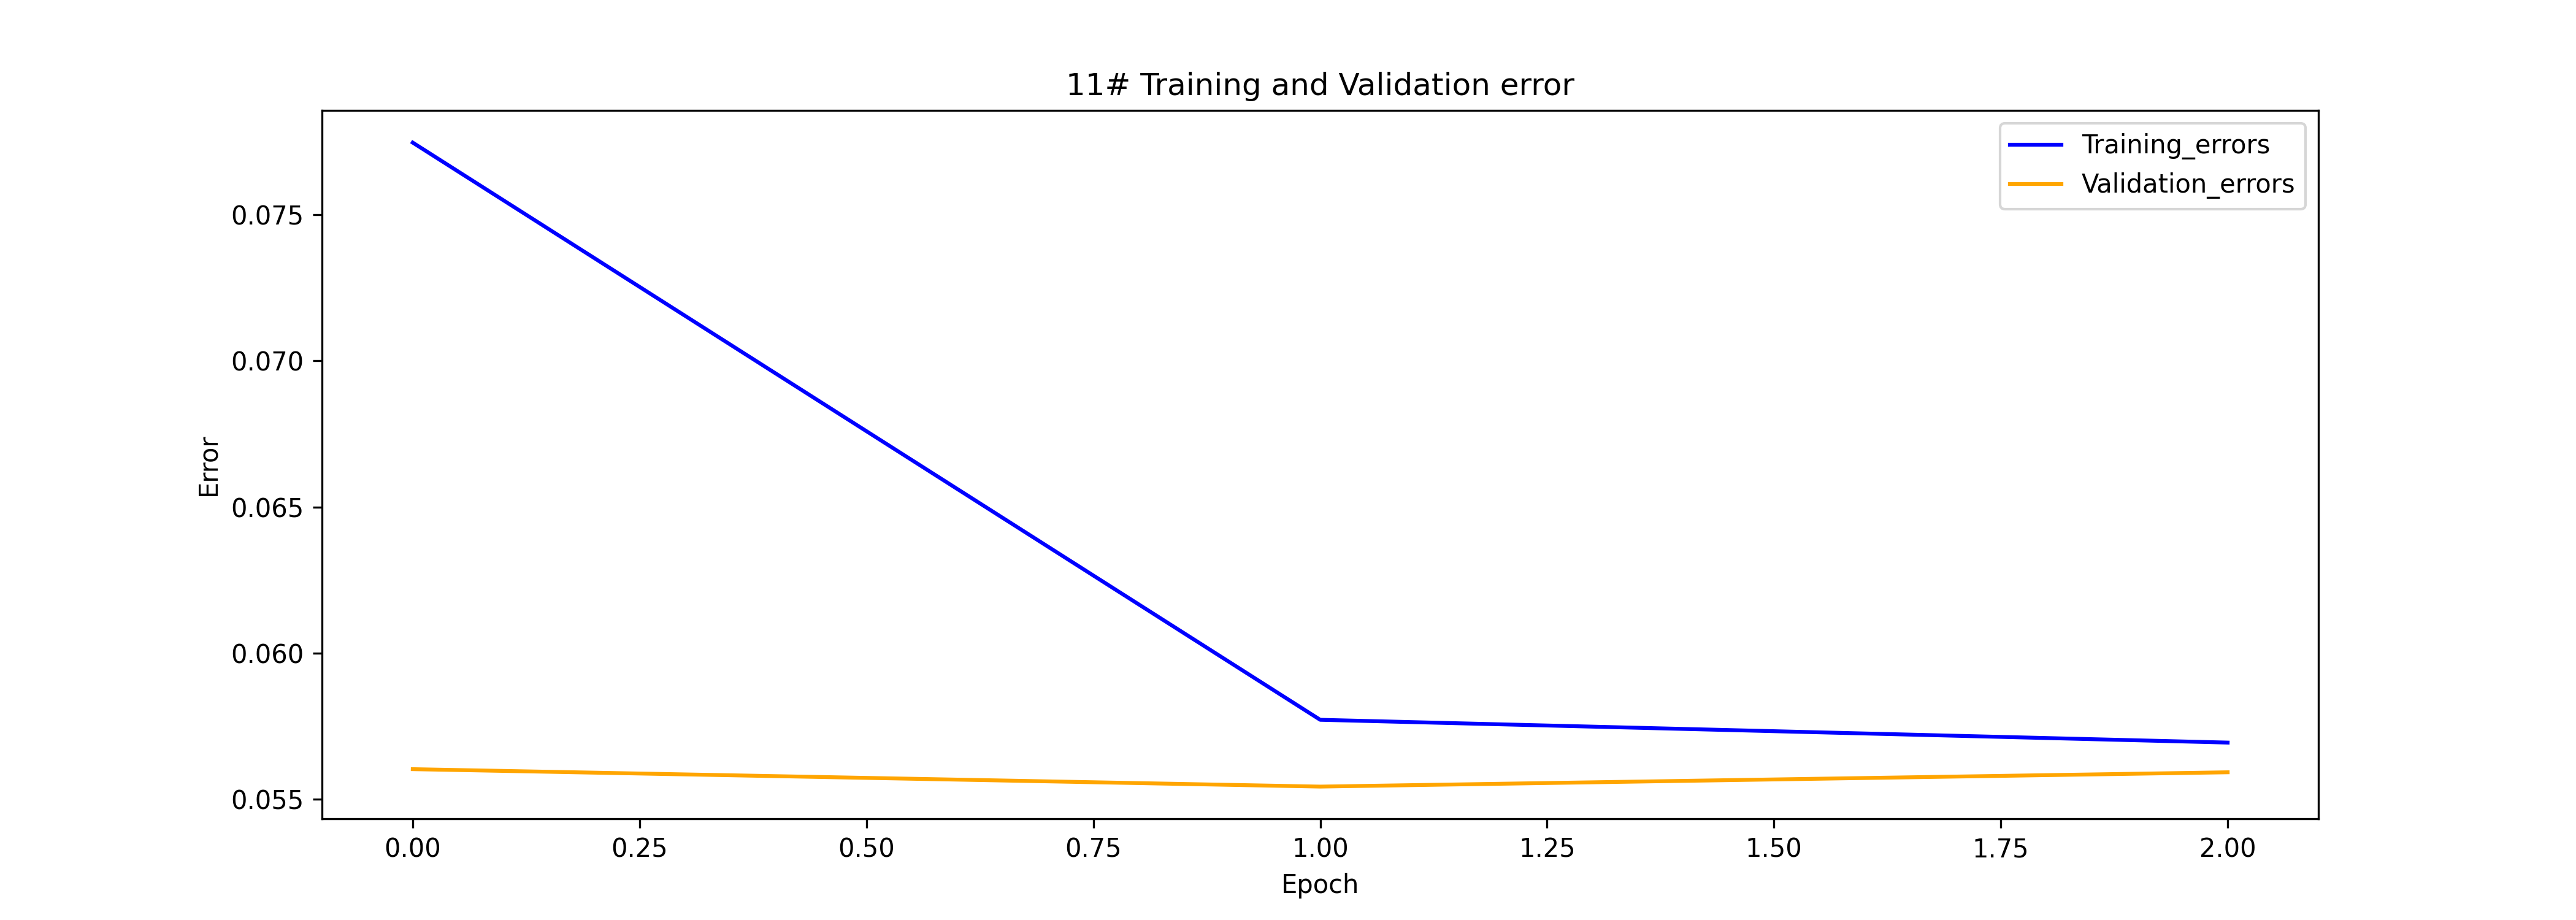 11# Training and Validation error
Training_errors
Validation_errors
0.075
0.070
0.065
0.060
0.055
Error
0.00 0.25 0.50 0.75 1.00 1.25 1.50 1.75 2.00
Epoch